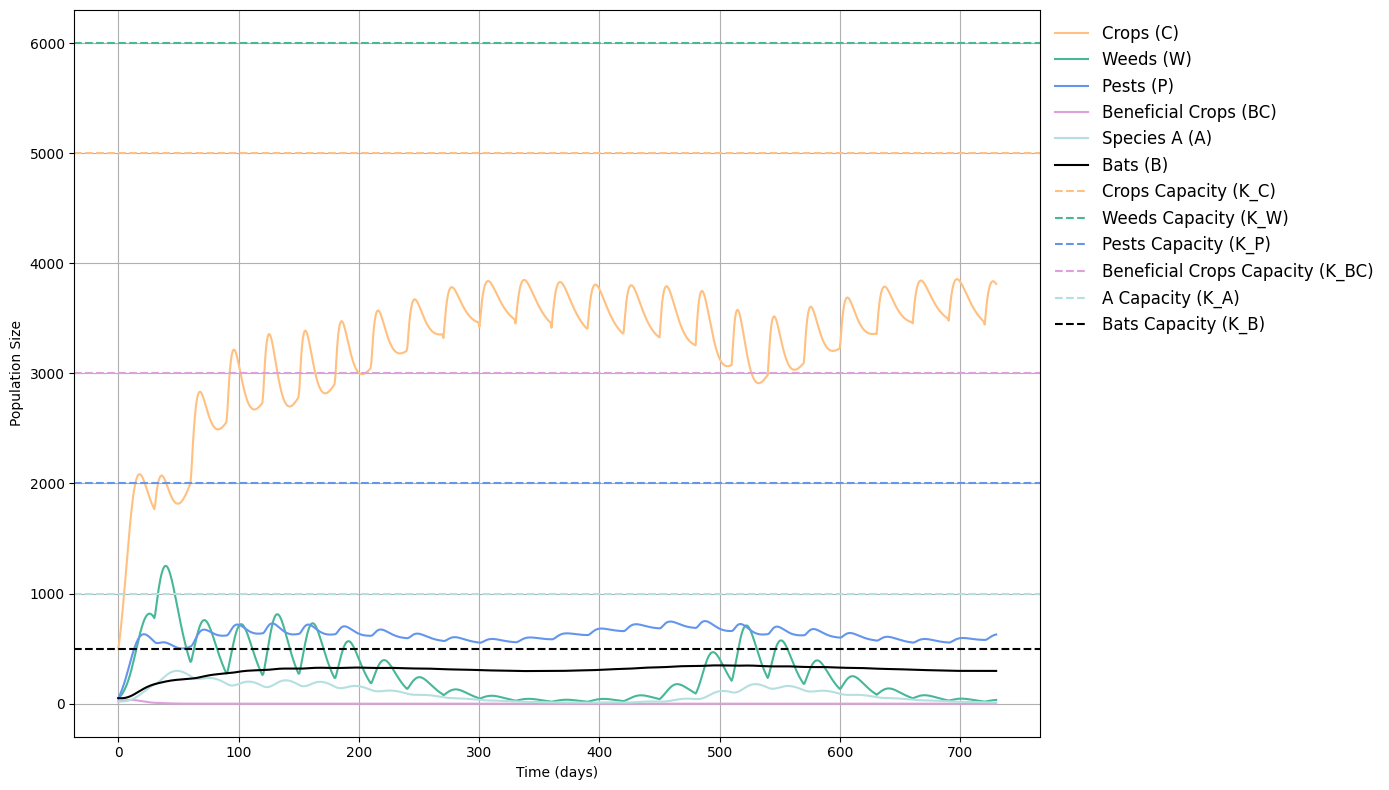 6000
5000
4000
3000
2000
1000
0
Population Size
0 100 200 300 400 500 600 700
Time (days)
Crops (C)
Weeds (W)
Pests (P)
Beneficial Crops (BC)
Species A (A)
Bats (B)
Crops Capacity (K_C)
Weeds Capacity (K_W)
Pests Capacity (K_P)
Beneficial Crops Capacity (K_BC)
A Capacity (K_A)
Bats Capacity (K_B)